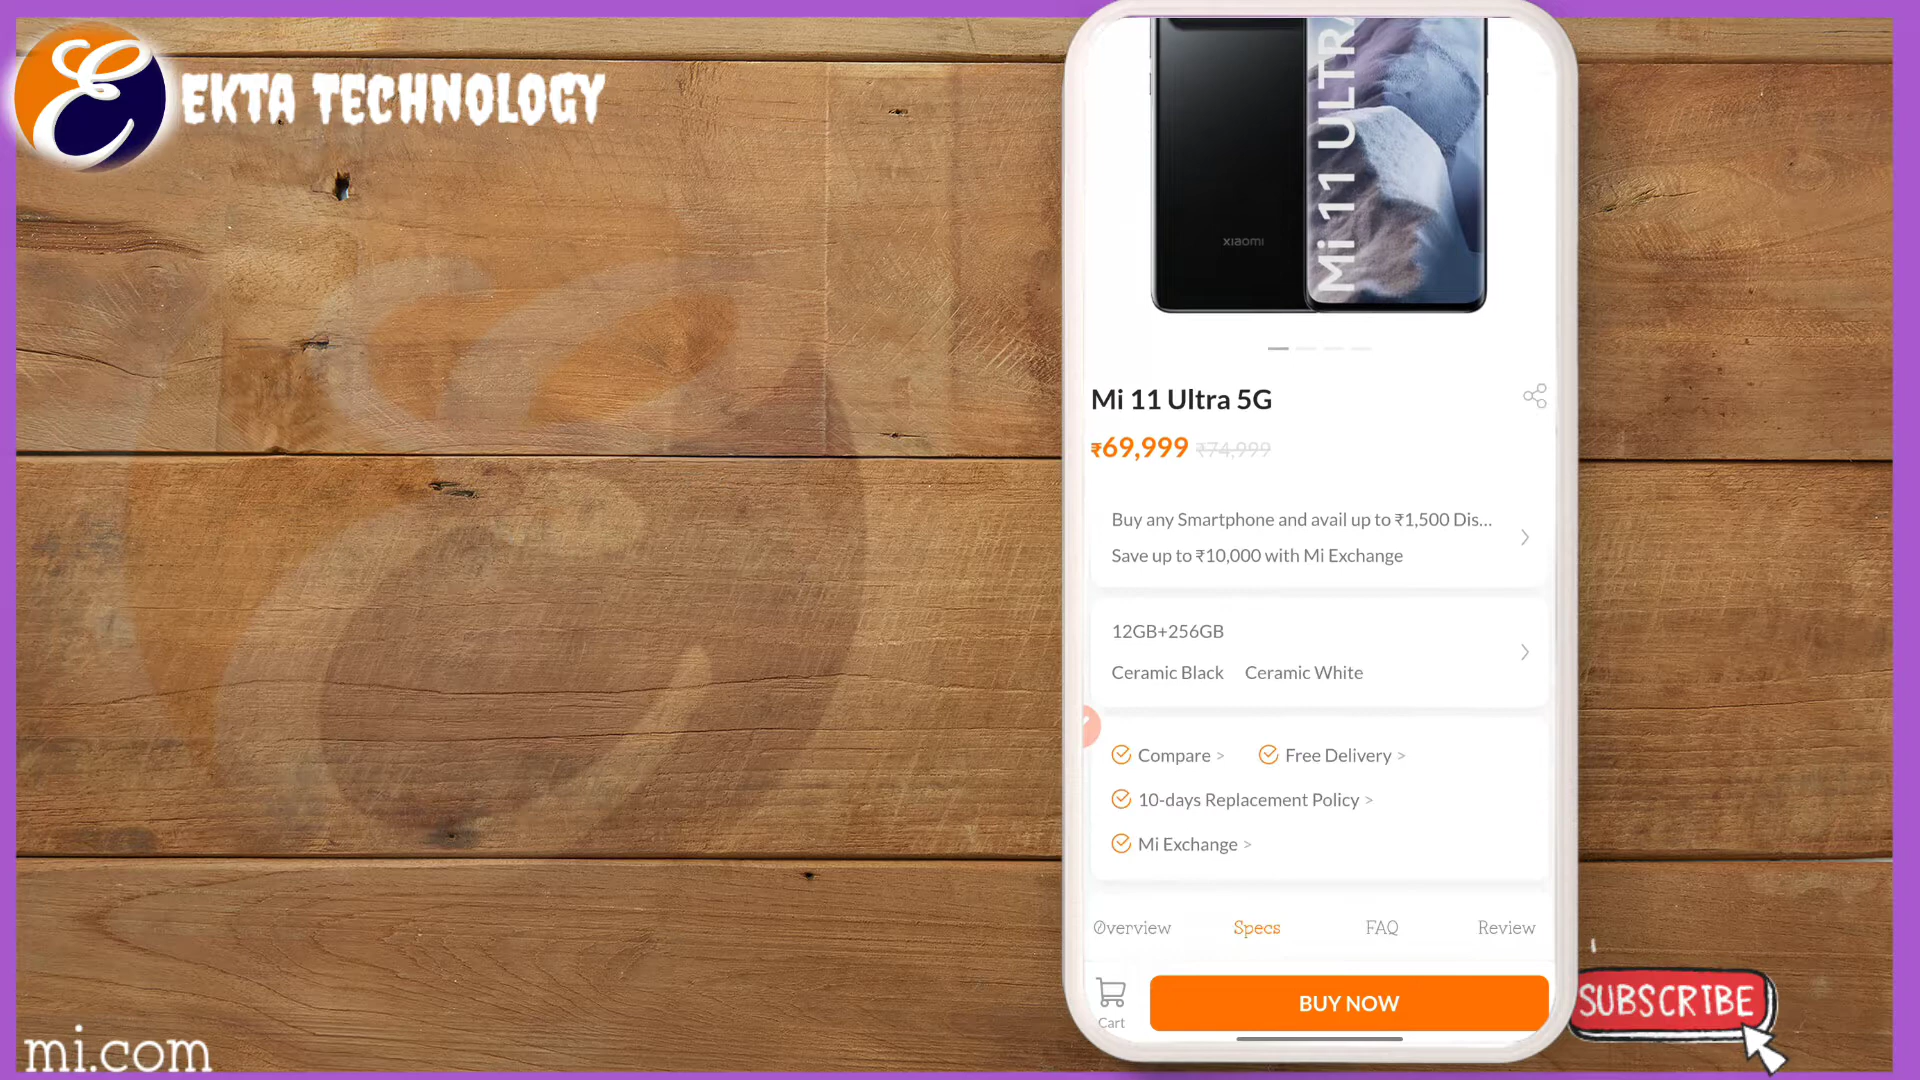 EKTA TECHNOLOGY
Mi 11 ULTRA
xiaomi
Mi 11 Ultra 5G
₹69,999 ₹74,999
Buy any Smartphone and avail up to ₹1,500 Dis...
Save up to ₹10,000 with Mi Exchange
12GB+256GB
Ceramic Black Ceramic White
Compare > Free Delivery >
10-days Replacement Policy >
Mi Exchange >
Overview Specs FAQ Review
Cart
BUY NOW
SUBSCRIBE
mi.com